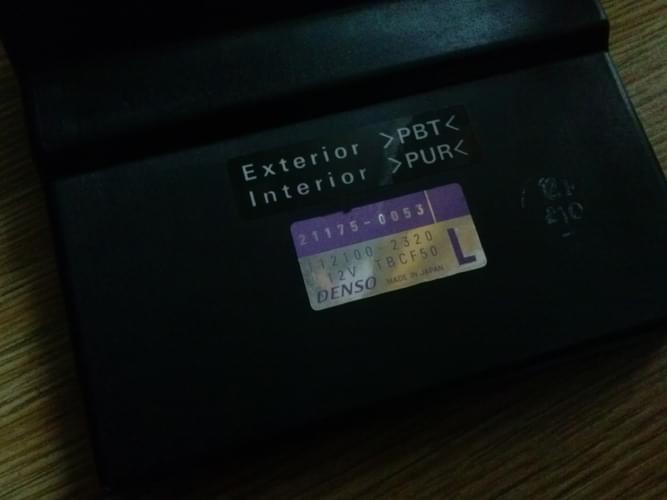 Exterior >PBT<
Interior >PUR<
21175-0053
112100-2320
12V TBCF50
DENSO MADE IN JAPAN
L